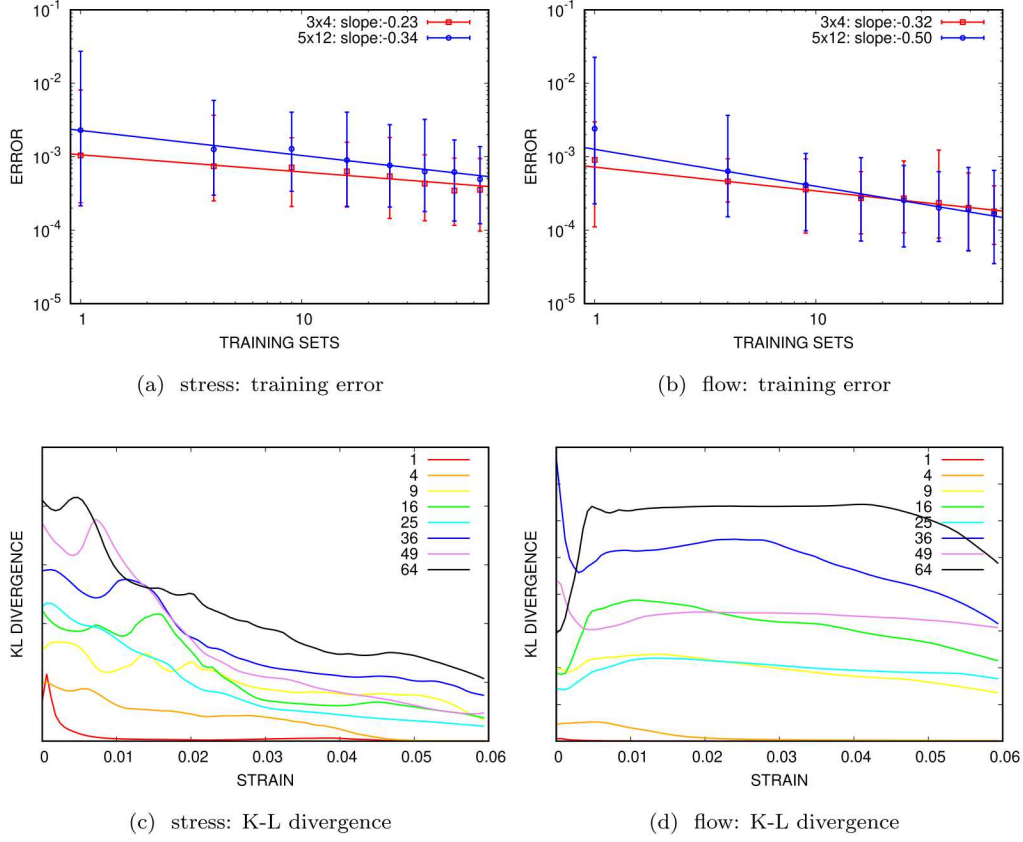 3x4: slope:-0.23
5x12: slope:-0.34
10^-1
10^-2
10^-3
10^-4
10^-5
ERROR
1
10
TRAINING SETS
(a) stress: training error
3x4: slope:-0.32
5x12: slope:-0.50
10^-1
10^-2
10^-3
10^-4
10^-5
ERROR
1
10
TRAINING SETS
(b) flow: training error
1
4
9
16
25
36
49
64
KL DIVERGENCE
0
0.01
0.02
0.03
0.04
0.05
0.06
STRAIN
(c) stress: K-L divergence
1
4
9
16
25
36
49
64
KL DIVERGENCE
0
0.01
0.02
0.03
0.04
0.05
0.06
STRAIN
(d) flow: K-L divergence